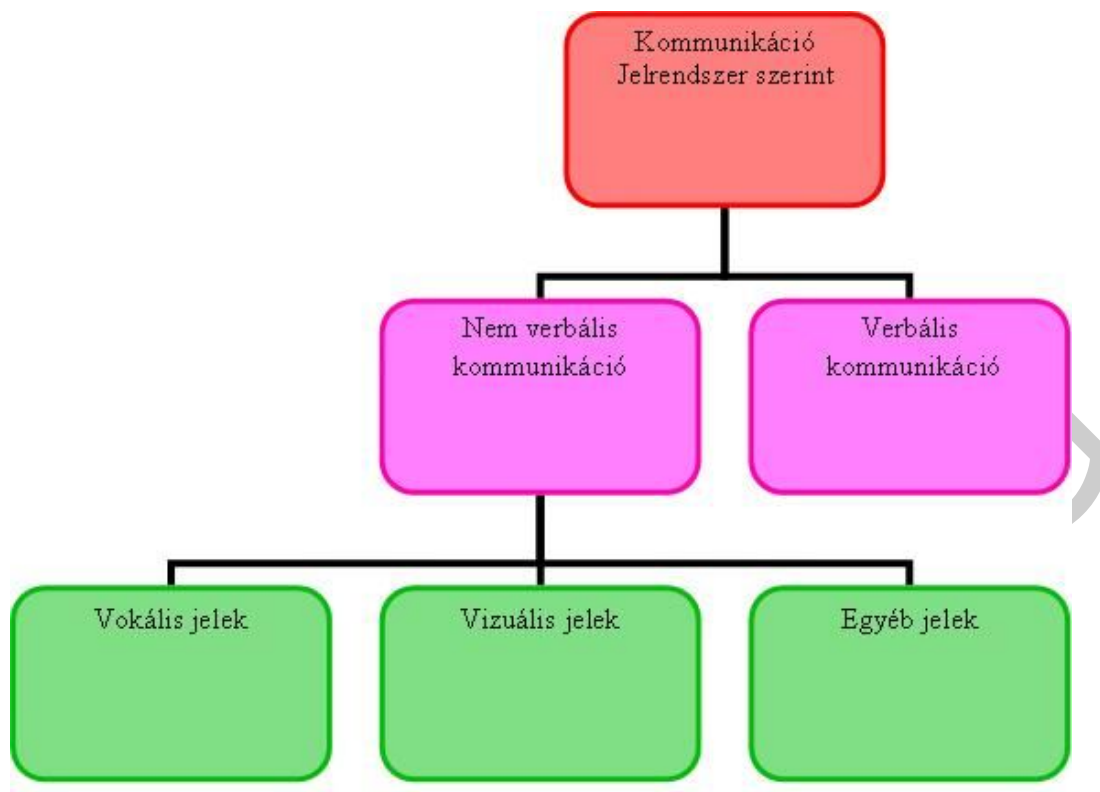 Kommunikáció
Jelrendszer szerint
Nem verbális
kommunikáció
Verbális
kommunikáció
Vokális jelek
Vizuális jelek
Egyéb jelek